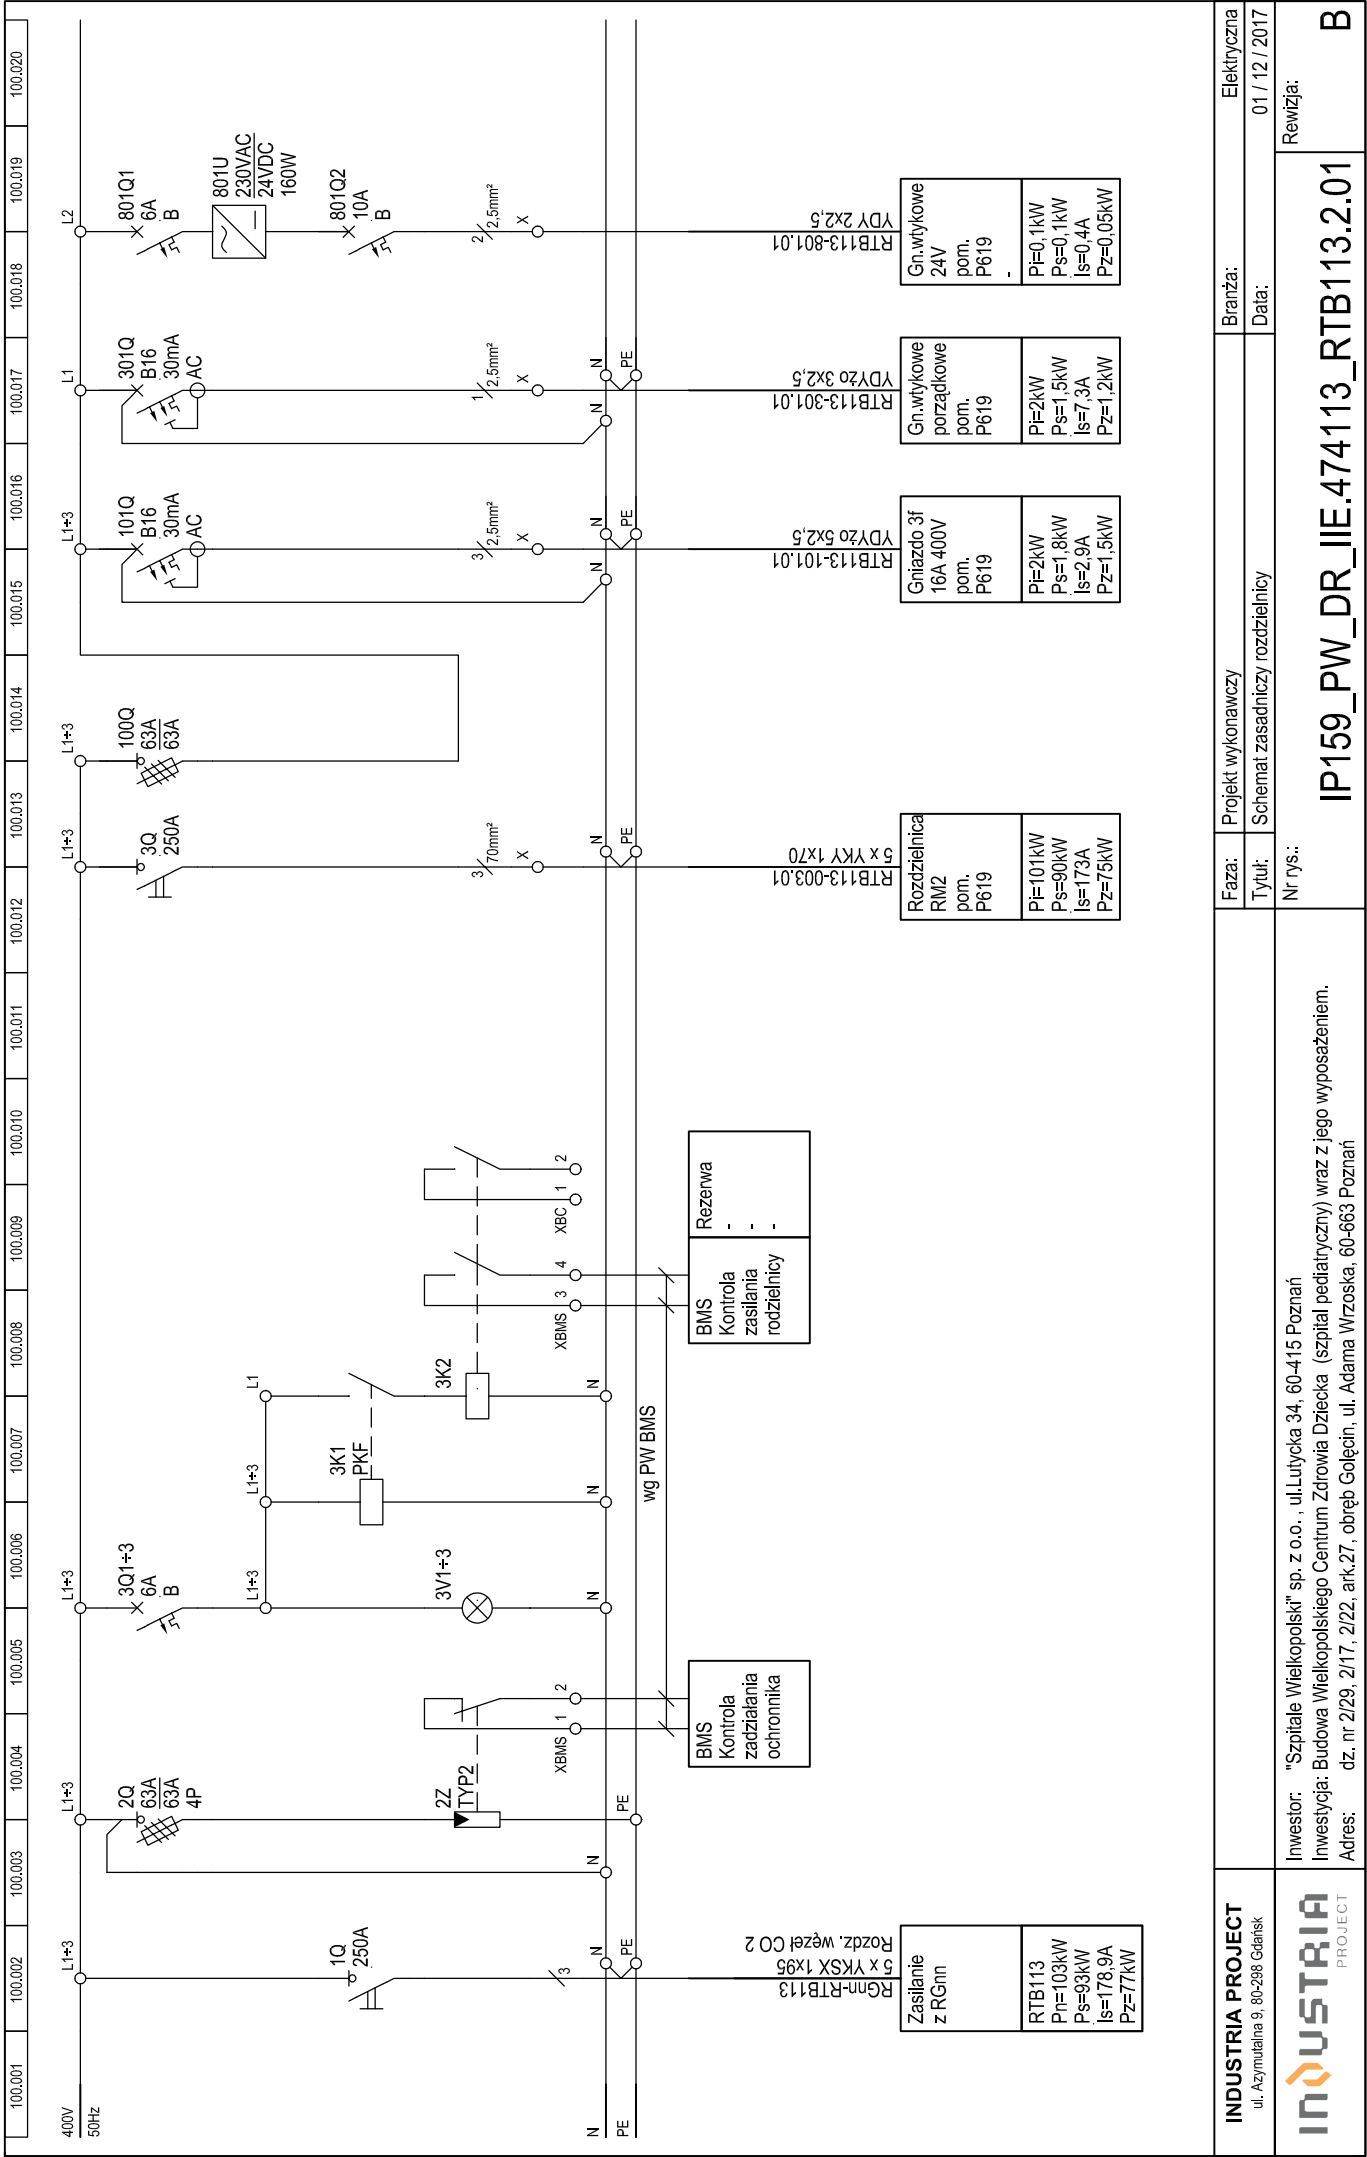 100.001
100.002
100.003
100.004
100.005
100.006
100.007
100.008
100.009
100.010
100.011
100.012
100.013
100.014
100.015
100.016
100.017
100.018
100.019
100.020
400V
50Hz
N
PE
L1÷3
1Q
250A
3
N
PE
RGnn-RTB113
5 x YKSX 1x95
Rozdz. węzeł CO 2
Zasilanie
z RGnn
RTB113
Pn=103kW
Ps=93kW
Is=178,9A
Pz=77kW
L1÷3
2Q
63A
63A
4P
N
2Z
TYP2
PE
XBMS
1
2
BMS
Kontrola
zadziałania
ochronnika
L1÷3
3Q1÷3
6A
B
L1÷3
3V1÷3
N
L1÷3
3K1
PKF
N
L1
3K2
N
wg PW BMS
XBMS
3
4
BMS
Kontrola
zasilania
rodzielnicy
XBC
1
2
Rezerwa
-
-
-
L1÷3
3Q
250A
3
70mm²
X
N
PE
RTB113-003.01
5 x YKY 1x70
Rozdzielnica
RM2
pom.
P619
Pi=101kW
Ps=90kW
Is=173A
Pz=75kW
L1÷3
100Q
63A
63A
L1÷3
101Q
B16
30mA
AC
3
2,5mm²
X
N
N
PE
RTB113-101.01
YDYżo 5x2,5
Gniazdo 3f
16A 400V
pom.
P619
Pi=2kW
Ps=1,8kW
Is=2,9A
Pz=1,5kW
L1
301Q
B16
30mA
AC
1
2,5mm²
X
N
N
PE
RTB113-301.01
YDYżo 3x2,5
Gn.wtykowe
porządkowe
pom.
P619
Pi=2kW
Ps=1,5kW
Is=7,3A
Pz=1,2kW
L2
801Q1
6A
B
801U
230VAC
24VDC
160W
801Q2
10A
B
2
2,5mm²
X
RTB113-801.01
YDY 2x2,5
Gn.wtykowe
24V
pom.
P619
-
Pi=0,1kW
Ps=0,1kW
Is=0,4A
Pz=0,05kW
INDUSTRIA PROJECT
ul. Azymutalna 9, 80-298 Gdańsk
INDUSTRIA
PROJECT
Inwestor: "Szpitale Wielkopolski" sp. z o.o. , ul.Lutycka 34, 60-415 Poznań
Inwestycja: Budowa Wielkopolskiego Centrum Zdrowia Dziecka (szpital pediatryczny) wraz z jego wyposażeniem.
Adres: dz. nr 2/29, 2/17, 2/22, ark.27, obręb Golęcin, ul. Adama Wrzoska, 60-663 Poznań
Faza: Projekt wykonawczy
Branża: Elektryczna
Tytuł: Schemat zasadniczy rozdzielnicy
Data: 01 / 12 / 2017
Nr rys.: IP159_PW_DR_IIE.474113_RTB113.2.01
Rewizja: B